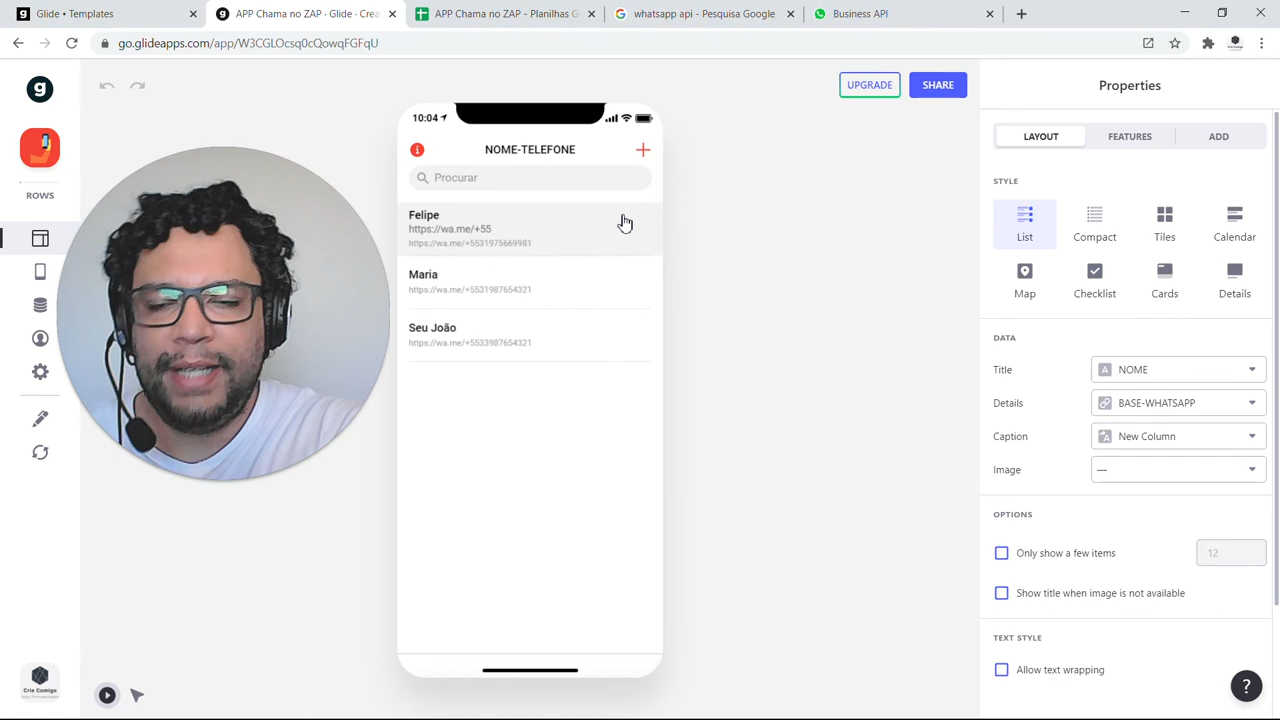 Glide • Templates
APP Chama no ZAP · Glide · Crea
APP Chama no ZAP - Planilhas G
whatsapp api - Pesquisa Google
Business API
go.glideapps.com/app/W3CGLOcsq0cQowqFGFqU
g
ROWS
Crie Comigo
UPGRADE
SHARE
10:04
NOME-TELEFONE
Procurar
Felipe
https://wa.me/+55
https://wa.me/+5531975669981
Maria
https://wa.me/+5531987654321
Seu João
https://wa.me/+5533987654321
Properties
LAYOUT
FEATURES
ADD
STYLE
List
Compact
Tiles
Calendar
Map
Checklist
Cards
Details
DATA
Title
NOME
Details
BASE-WHATSAPP
Caption
New Column
Image
—
OPTIONS
Only show a few items
12
Show title when image is not available
TEXT STYLE
Allow text wrapping
?